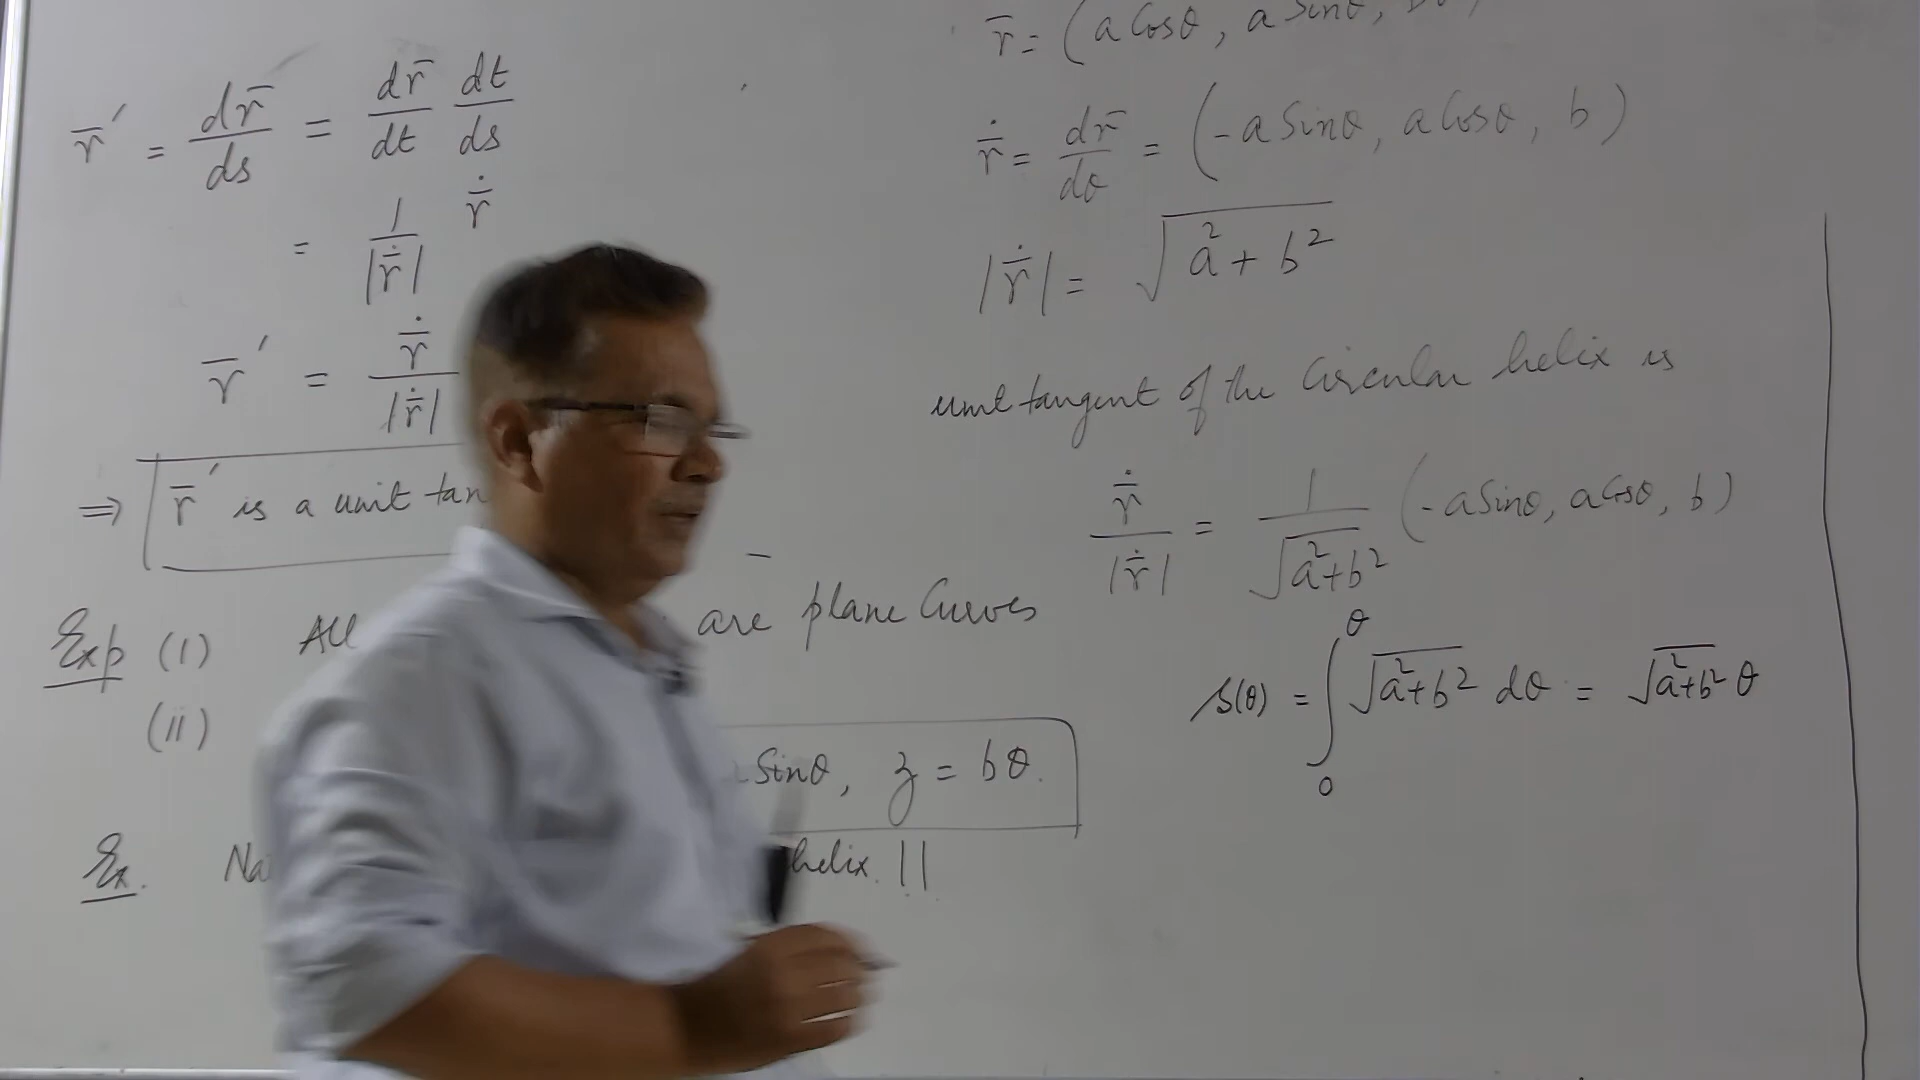 r̄′ = dr̄/ds = dr̄/dt dt/ds
= 1/|ṙ̄| ṙ̄
r̄′ = ṙ̄/|ṙ̄|
⇒ r̄′ is a unit tan
Exp (i) All are plane Curves
(ii) Sinθ, z = bθ.
Ex. helix. ||
r̄ = (a Cosθ, a Sinθ,
ṙ̄ = dr̄/dθ = (-a Sinθ, a Cosθ, b)
|ṙ̄| = √(a²+b²)
unit tangent of the Circular helix is
ṙ̄/|ṙ̄| = 1/√(a²+b²) (-a Sinθ, a Cosθ, b)
s(θ) = ∫₀^θ √(a²+b²) dθ = √(a²+b²) θ